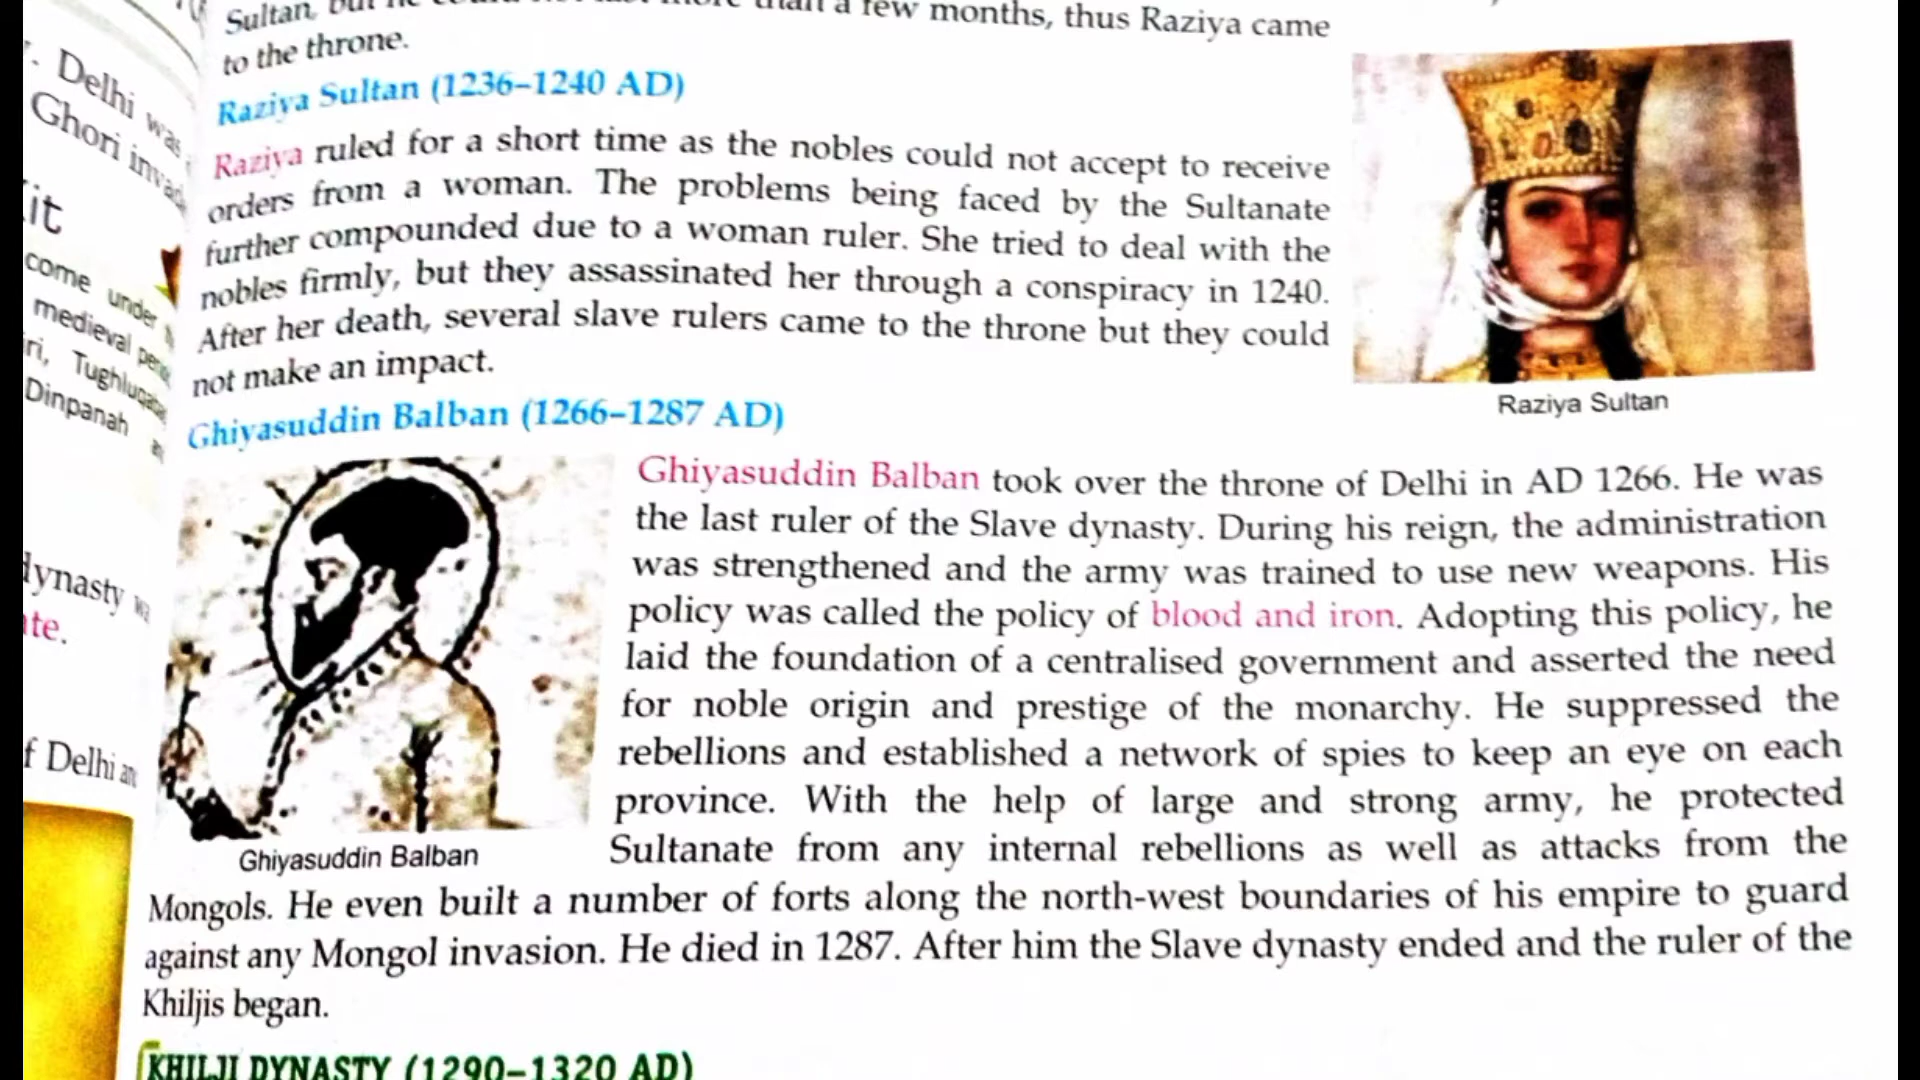 . Delhi was
Ghori invad
it
come under
medieval
ri, Tughluqabad
Dinpanah
dynasty
ate.
f Delhi an
Sultan, but he could not last more than a few months, thus Raziya came
to the throne.
Raziya Sultan (1236–1240 AD)
Raziya ruled for a short time as the nobles could not accept to receive
orders from a woman. The problems being faced by the Sultanate
further compounded due to a woman ruler. She tried to deal with the
nobles firmly, but they assassinated her through a conspiracy in 1240.
After her death, several slave rulers came to the throne but they could
not make an impact.
Raziya Sultan
Ghiyasuddin Balban (1266–1287 AD)
Ghiyasuddin Balban took over the throne of Delhi in AD 1266. He was
the last ruler of the Slave dynasty. During his reign, the administration
was strengthened and the army was trained to use new weapons. His
policy was called the policy of blood and iron. Adopting this policy, he
laid the foundation of a centralised government and asserted the need
for noble origin and prestige of the monarchy. He suppressed the
rebellions and established a network of spies to keep an eye on each
province. With the help of large and strong army, he protected
Sultanate from any internal rebellions as well as attacks from the
Ghiyasuddin Balban
Mongols. He even built a number of forts along the north-west boundaries of his empire to guard
against any Mongol invasion. He died in 1287. After him the Slave dynasty ended and the ruler of the
Khiljis began.
KHILJI DYNASTY (1290–1320 AD)